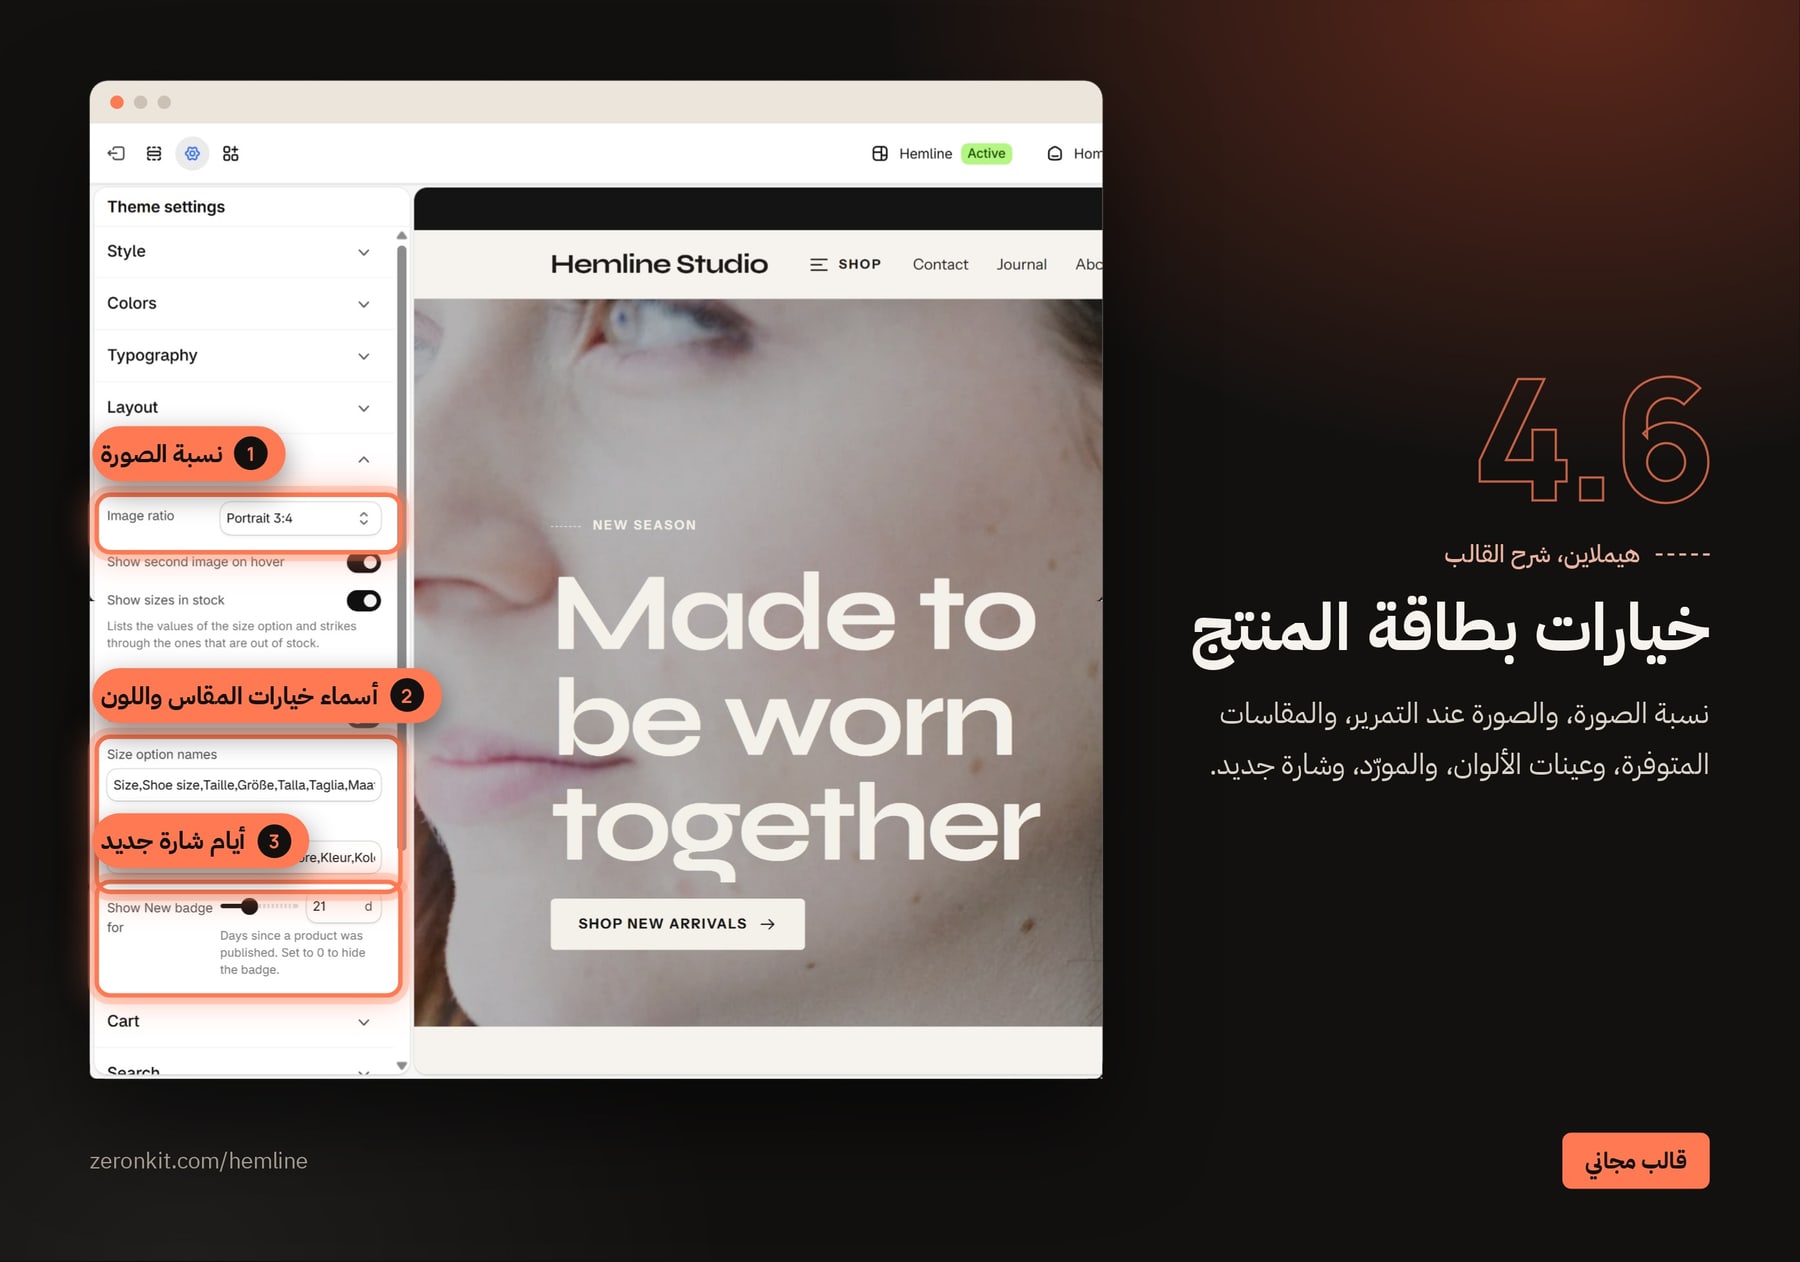 Hemline Active Hom
Theme settings
Style
Colors
Typography
Layout
1 نسبة الصورة
Image ratio Portrait 3:4
Show second image on hover
Show sizes in stock
Lists the values of the size option and strikes
through the ones that are out of stock.
2 أسماء خيارات المقاس واللون
Size option names
Size,Shoe size,Taille,Größe,Talla,Taglia,Maa
3 أيام شارة جديد
ore,Kleur,Kol
Show New badge for
21 d
Days since a product was
published. Set to 0 to hide
the badge.
Cart
Search
Hemline Studio
SHOP Contact Journal Abo
NEW SEASON
Made to
be worn
together
SHOP NEW ARRIVALS →
4.6
هيملاين، شرح القالب
خيارات بطاقة المنتج
نسبة الصورة، والصورة عند التمرير، والمقاسات
المتوفرة، وعينات الألوان، والمورّد، وشارة جديد.
zeronkit.com/hemline
قالب مجاني